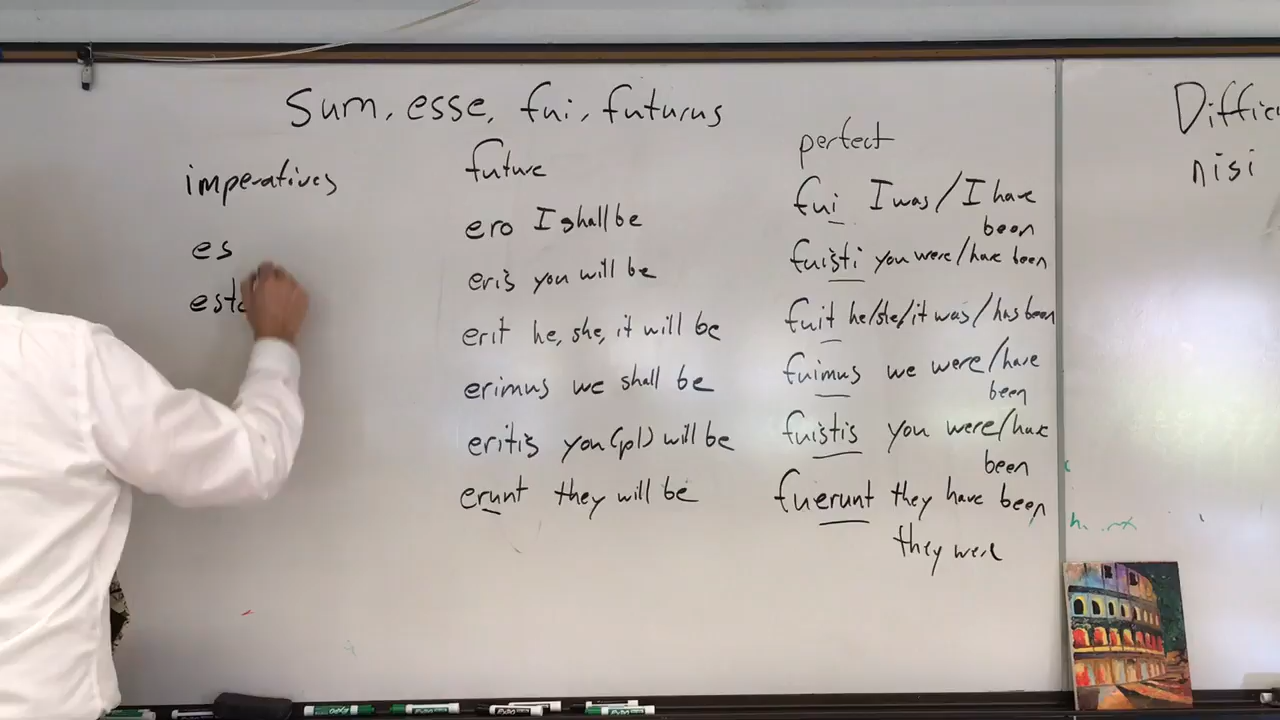 Sum, esse, fui, futurus
imperatives
es
future
ero I shall be
eris you will be
erit he, she, it will be
erimus we shall be
eritis you (pl) will be
erunt they will be
perfect
fui I was / I have
been
fuisti you were / have been
fuit he/she/it was / has been
fuimus we were / have
been
fuistis you were / have
been
fuerunt they have been
they were
nisi